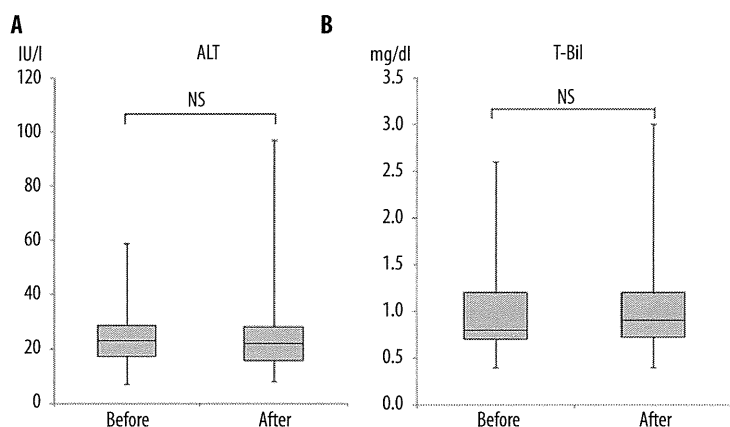 A
IU/l
ALT
120
100
80
60
40
20
0
NS
Before
After
B
mg/dl
T-Bil
3.5
3.0
2.5
2.0
1.5
1.0
0.5
0.0
NS
Before
After